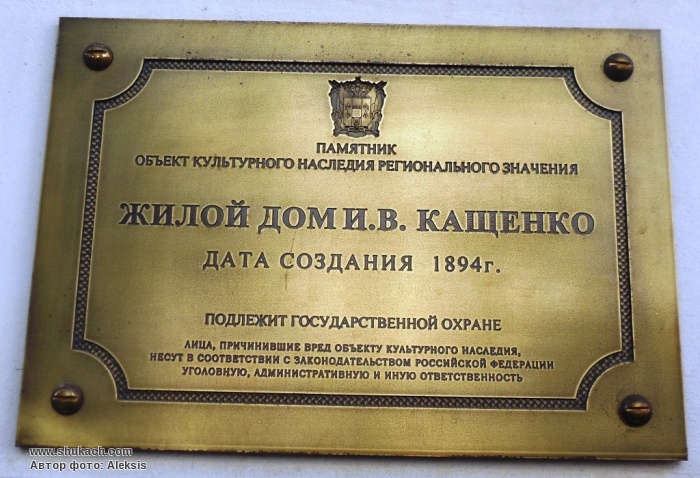 ПАМЯТНИК
ОБЪЕКТ КУЛЬТУРНОГО НАСЛЕДИЯ РЕГИОНАЛЬНОГО ЗНАЧЕНИЯ
ЖИЛОЙ ДОМ И.В. КАЩЕНКО
ДАТА СОЗДАНИЯ 1894г.
ПОДЛЕЖИТ ГОСУДАРСТВЕННОЙ ОХРАНЕ
ЛИЦА, ПРИЧИНИВШИЕ ВРЕД ОБЪЕКТУ КУЛЬТУРНОГО НАСЛЕДИЯ,
НЕСУТ В СООТВЕТСТВИИ С ЗАКОНОДАТЕЛЬСТВОМ РОССИЙСКОЙ ФЕДЕРАЦИИ
УГОЛОВНУЮ, АДМИНИСТРАТИВНУЮ И ИНУЮ ОТВЕТСТВЕННОСТЬ
www.shukach.com
Автор фото: Aleksis